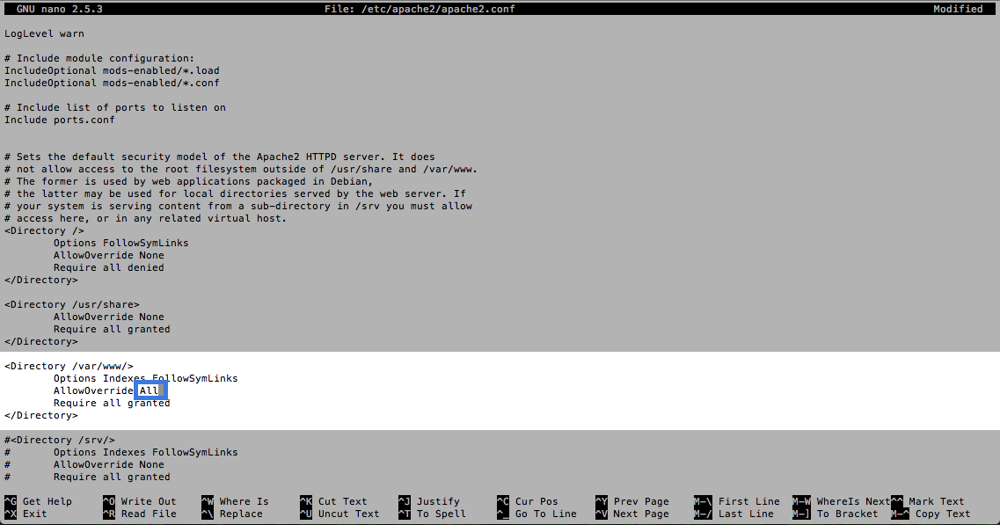 GNU nano 2.5.3 File: /etc/apache2/apache2.conf Modified
LogLevel warn
# Include module configuration:
IncludeOptional mods-enabled/*.load
IncludeOptional mods-enabled/*.conf
# Include list of ports to listen on
Include ports.conf
# Sets the default security model of the Apache2 HTTPD server. It does
# not allow access to the root filesystem outside of /usr/share and /var/www.
# The former is used by web applications packaged in Debian,
# the latter may be used for local directories served by the web server. If
# your system is serving content from a sub-directory in /srv you must allow
# access here, or in any related virtual host.
<Directory />
Options FollowSymLinks
AllowOverride None
Require all denied
</Directory>
<Directory /usr/share>
AllowOverride None
Require all granted
</Directory>
<Directory /var/www/>
Options Indexes FollowSymLinks
AllowOverride All
Require all granted
</Directory>
#<Directory /srv/>
# Options Indexes FollowSymLinks
# AllowOverride None
# Require all granted
^G Get Help ^O Write Out ^W Where Is ^K Cut Text ^J Justify ^C Cur Pos ^Y Prev Page M-\ First Line M-W WhereIs Next ^^ Mark Text
^X Exit ^R Read File ^\ Replace ^U Uncut Text ^T To Spell ^_ Go To Line ^V Next Page M-/ Last Line M-] To Bracket M-^ Copy Text